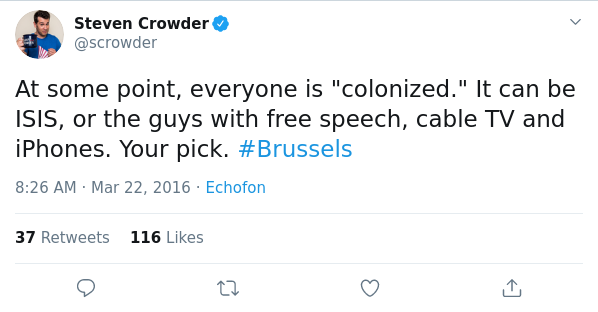 Steven Crowder
@scrowder
At some point, everyone is "colonized." It can be
ISIS, or the guys with free speech, cable TV and
iPhones. Your pick. #Brussels
8:26 AM · Mar 22, 2016 · Echofon
37 Retweets 116 Likes